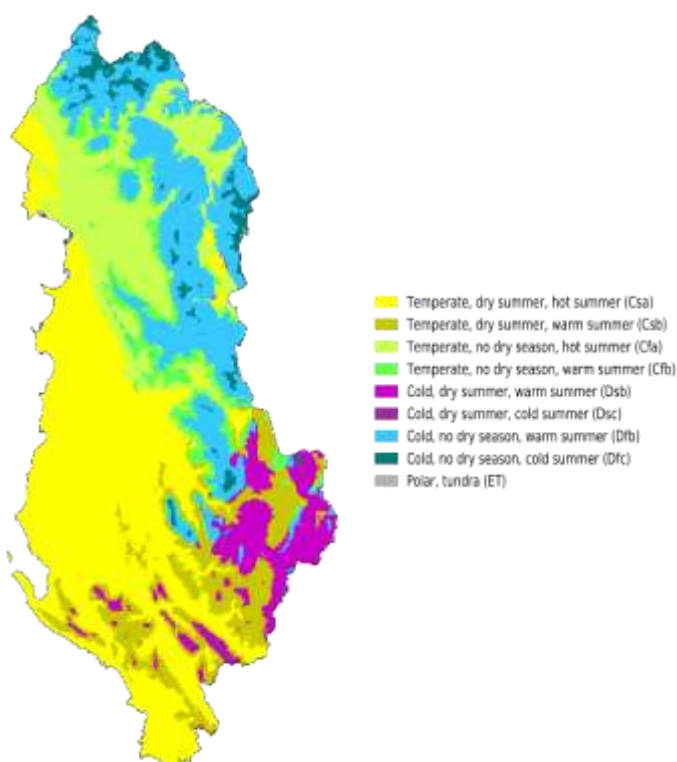 Temperate, dry summer, hot summer (Csa)
Temperate, dry summer, warm summer (Csb)
Temperate, no dry season, hot summer (Cfa)
Temperate, no dry season, warm summer (Cfb)
Cold, dry summer, warm summer (Dsb)
Cold, dry summer, cold summer (Dsc)
Cold, no dry season, warm summer (Dfb)
Cold, no dry season, cold summer (Dfc)
Polar, tundra (ET)